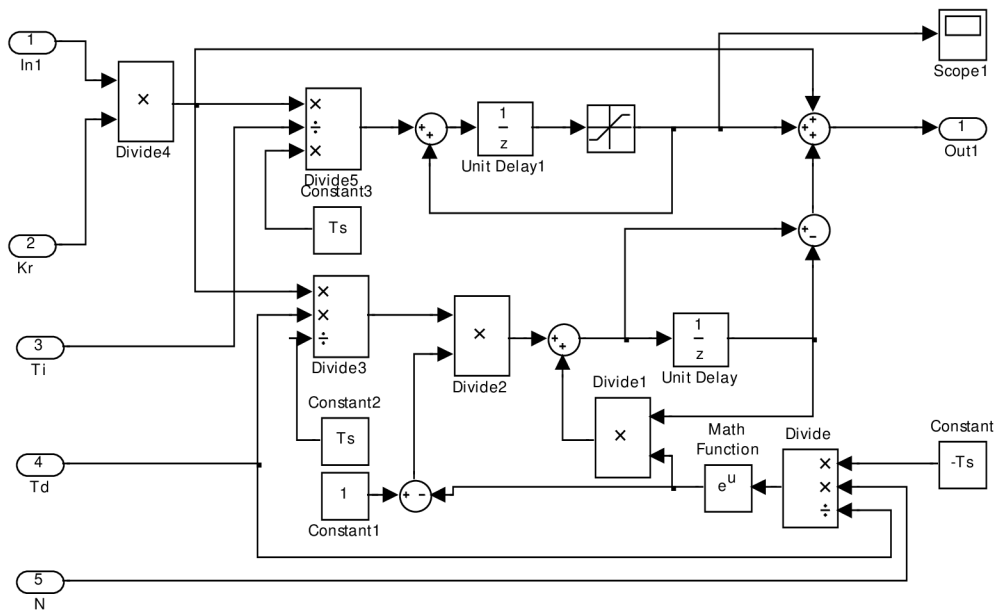 1
In1
Scope1
×
Divide4
×
÷
×
Divide5
+
+
1
z
Unit Delay1
+
+
1
Out1
Constant3
Ts
2
Kr
+
−
×
×
÷
Divide3
×
Divide2
+
+
1
z
Unit Delay
3
Ti
Divide1
×
Constant2
Ts
Math
Function
e^u
Divide
×
×
÷
Constant
-Ts
4
Td
1
Constant1
+
−
5
N